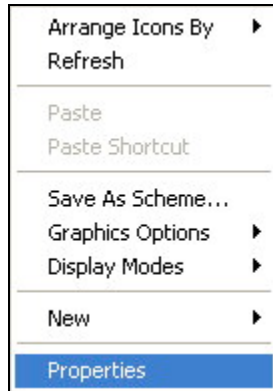 Arrange Icons By
Refresh
Paste
Paste Shortcut
Save As Scheme...
Graphics Options
Display Modes
New
Properties